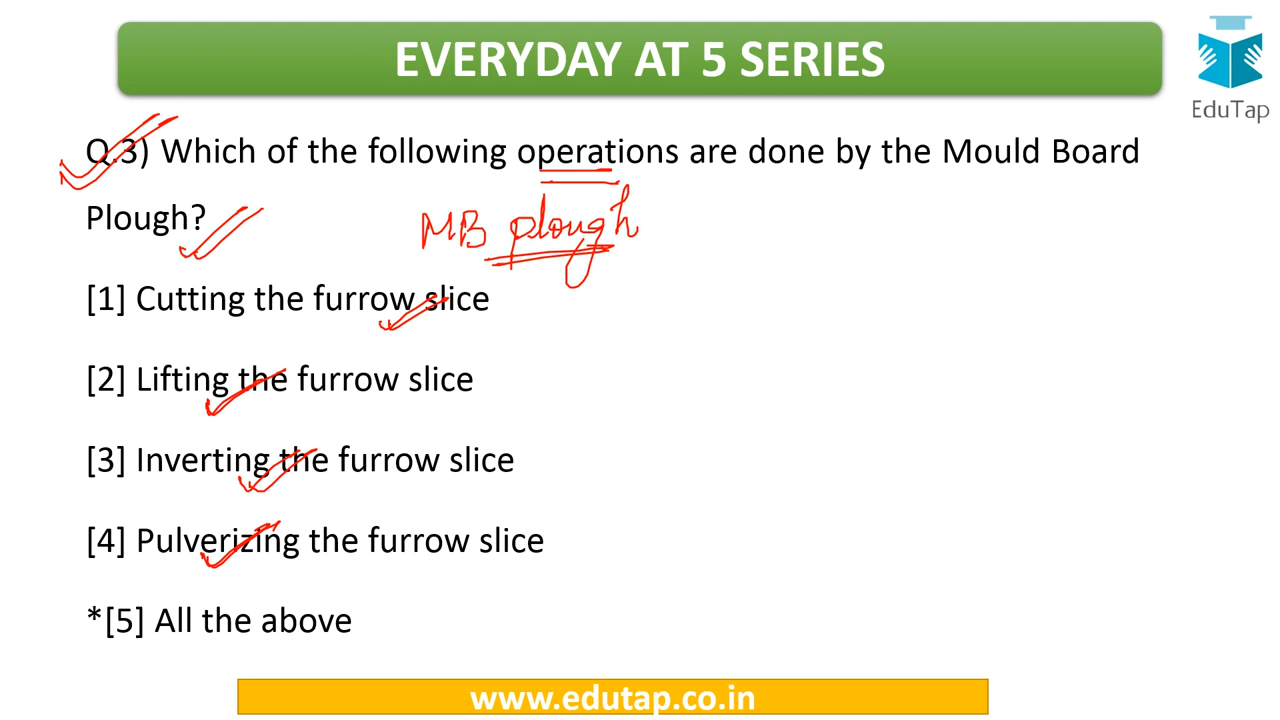 EVERYDAY AT 5 SERIES
EduTap
Q.3) Which of the following operations are done by the Mould Board
Plough?
MB plough
[1] Cutting the furrow slice
[2] Lifting the furrow slice
[3] Inverting the furrow slice
[4] Pulverizing the furrow slice
*[5] All the above
www.edutap.co.in